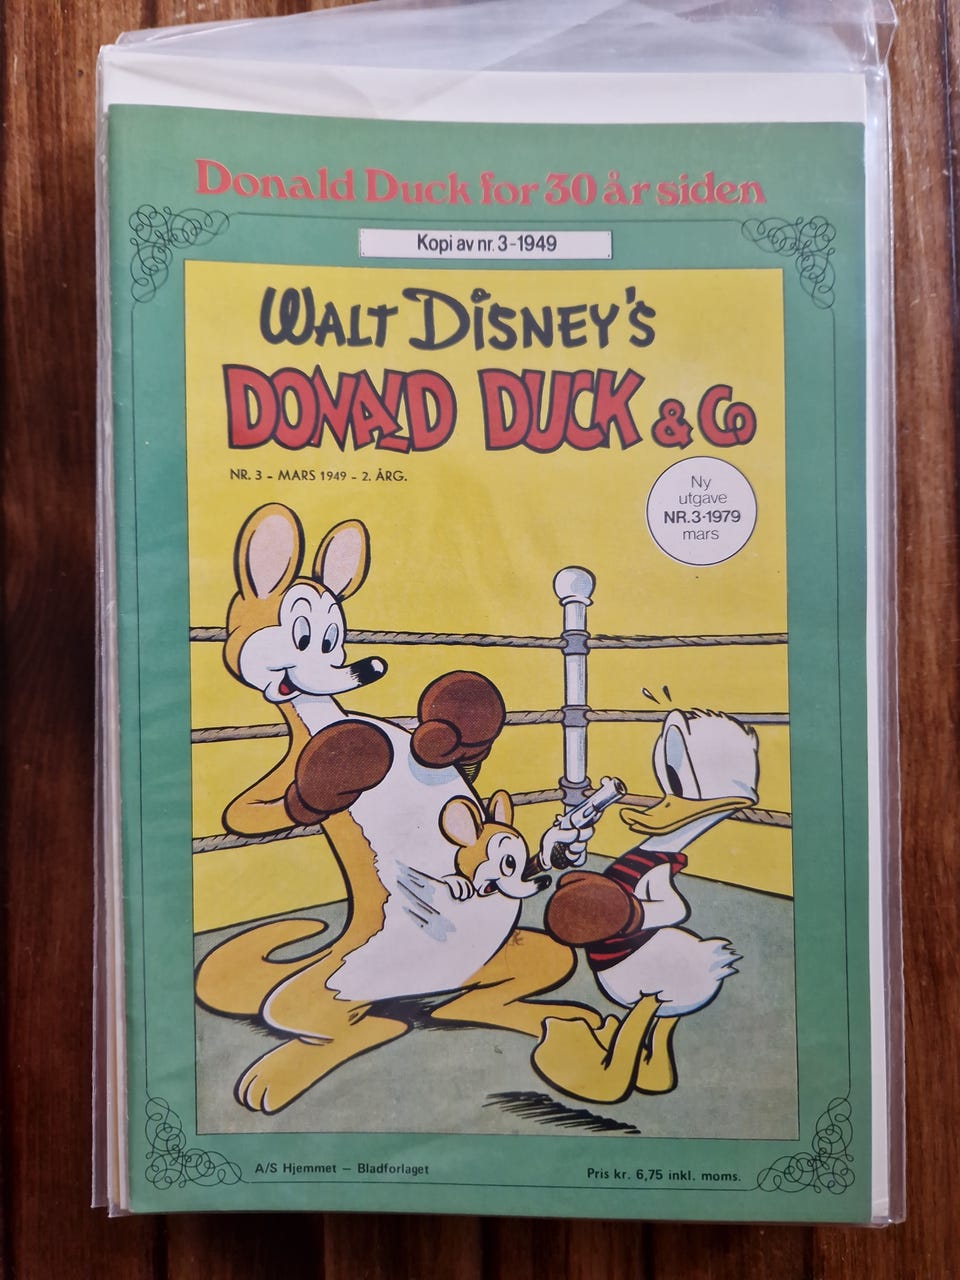 Donald Duck for 30 år siden
Kopi av nr. 3-1949
WALT DISNEY'S
DONALD DUCK & CO
NR. 3 - MARS 1949 - 2. ÅRG.
Ny
utgave
NR.3-1979
mars
A/S Hjemmet — Bladforlaget
Pris kr. 6,75 inkl. moms.